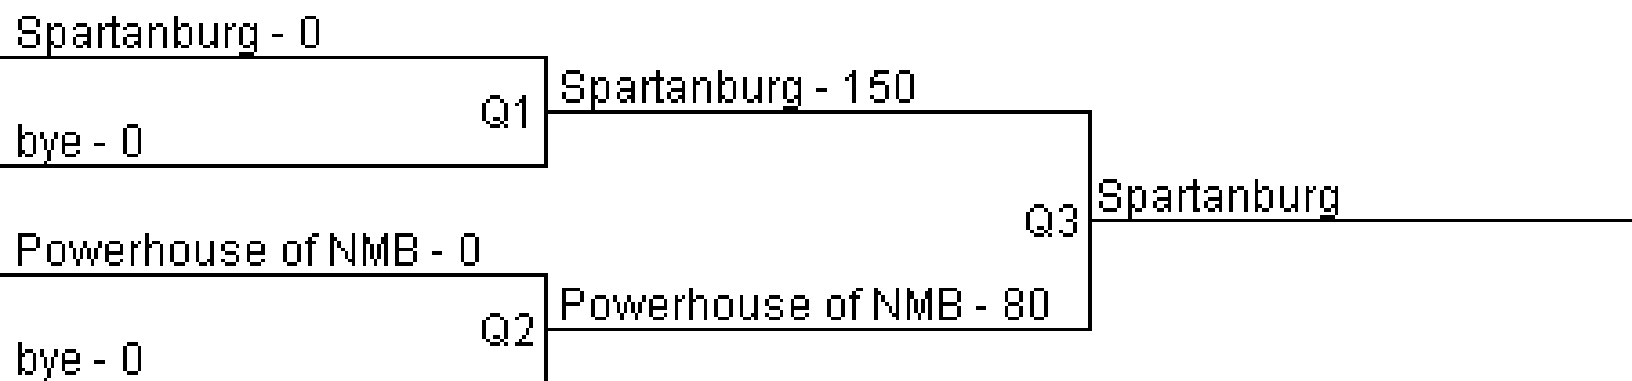 Spartanburg - 0
Spartanburg - 150
Q1
bye - 0
Spartanburg
Q3
Powerhouse of NMB - 0
Powerhouse of NMB - 80
Q2
bye - 0